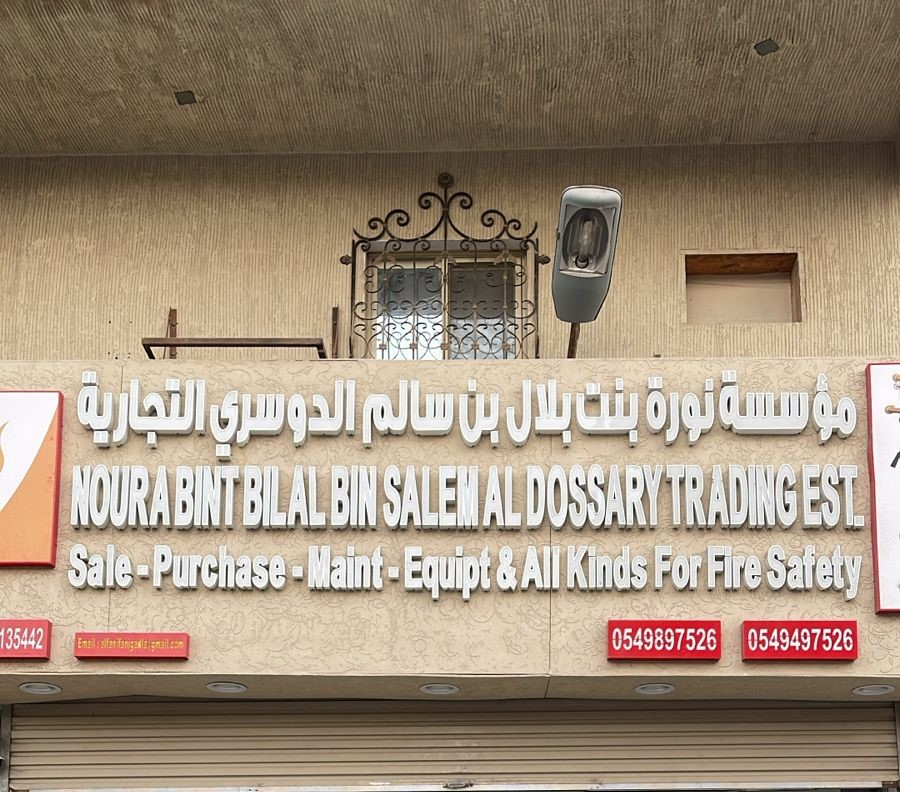 مؤسسة نورة بنت بلال بن سالم الدوسري التجارية
NOURA BINT BILAL BIN SALEM AL DOSSARY TRADING EST.
Sale - Purchase - Maint - Equipt & All Kinds For Fire Safety
135442
Email :
0549897526
0549497526